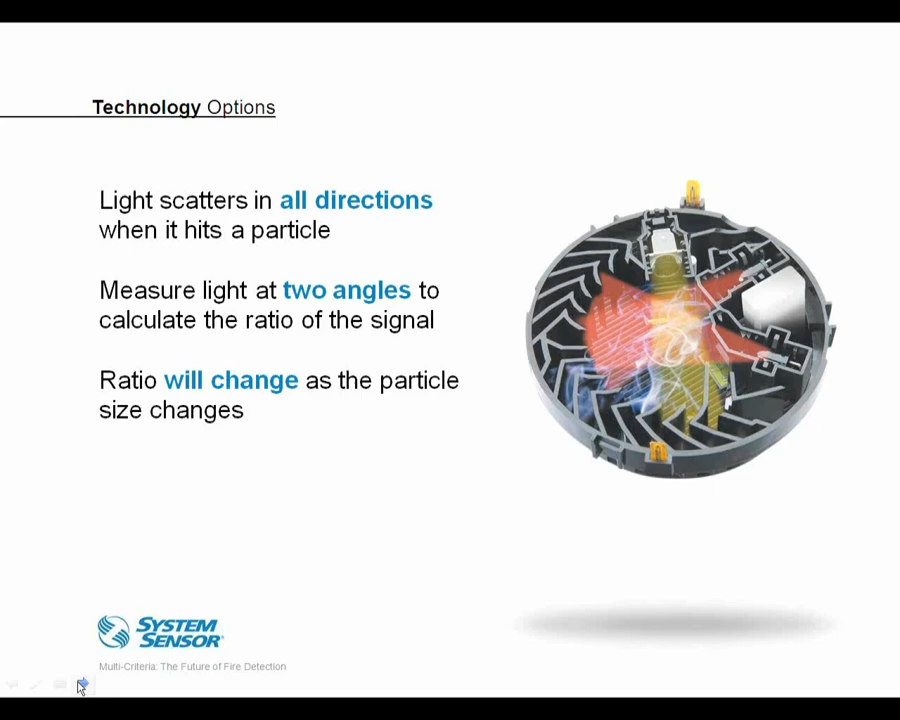 Technology Options
Light scatters in all directions
when it hits a particle
Measure light at two angles to
calculate the ratio of the signal
Ratio will change as the particle
size changes
SYSTEM
SENSOR
Multi-Criteria: The Future of Fire Detection